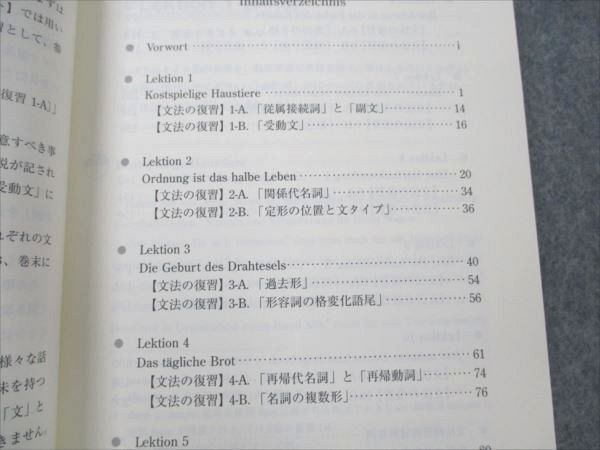 ますは
】では用い
習として、巻
復習 1-A]」
意すべき事
説が記され
受動文」に
れぞれの文
、巻末に
様々な話
味を持つ
「文」と
きません.
Inhaltsverzeichnis
Vorwort i
Lektion 1
Kostspielige Haustiere 1
【文法の復習】1-A.「従属接続詞」と「副文」 14
【文法の復習】1-B.「受動文」 16
Lektion 2
Ordnung ist das halbe Leben 20
【文法の復習】2-A.「関係代名詞」 34
【文法の復習】2-B.「定形の位置と文タイプ」 36
Lektion 3
Die Geburt des Drahtesels 40
【文法の復習】3-A.「過去形」 54
【文法の復習】3-B.「形容詞の格変化語尾」 56
Lektion 4
Das tägliche Brot 61
【文法の復習】4-A.「再帰代名詞」と「再帰動詞」 74
【文法の復習】4-B.「名詞の複数形」 76
Lektion 5